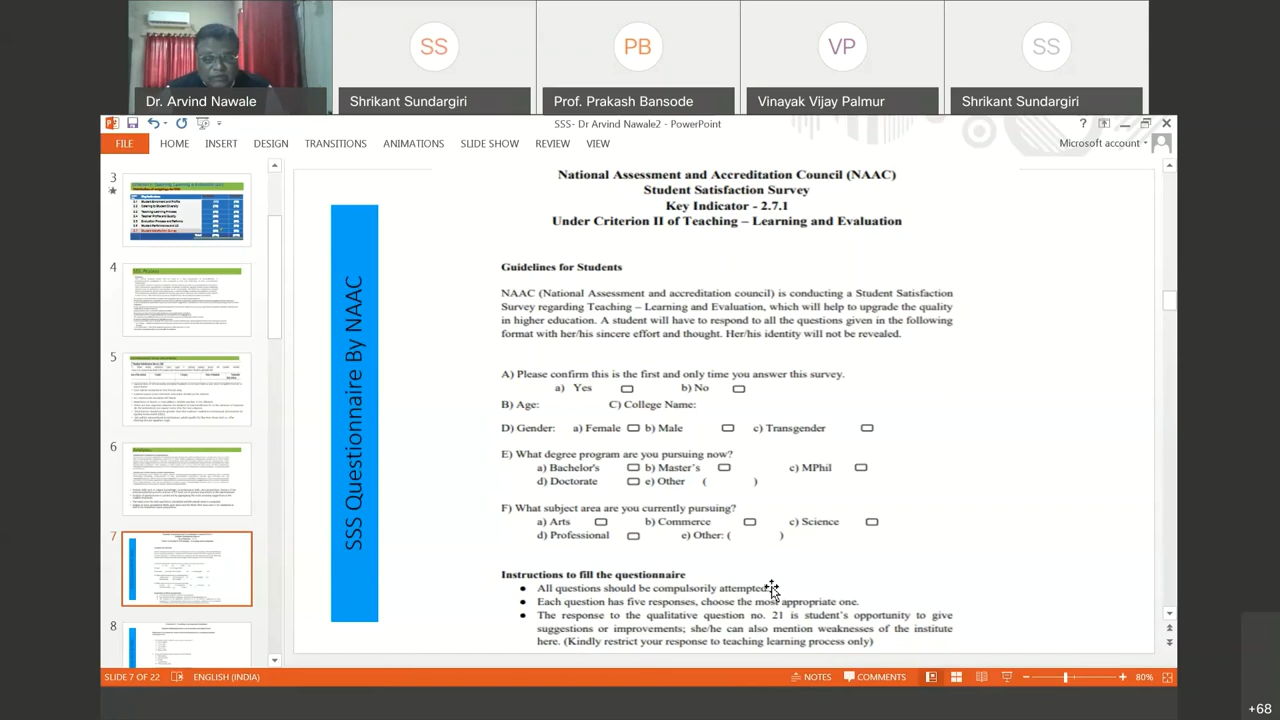 SS
PB
VP
SS
Dr. Arvind Nawale
Shrikant Sundargiri
Prof. Prakash Bansode
Vinayak Vijay Palmur
Shrikant Sundargiri
SSS- Dr Arvind Nawale2 - PowerPoint
?
FILE
HOME
INSERT
DESIGN
TRANSITIONS
ANIMATIONS
SLIDE SHOW
REVIEW
VIEW
Microsoft account
3
4
5
6
7
8
SSS Questionnaire By NAAC
National Assessment and Accreditation Council (NAAC)
Student Satisfaction Survey
Key Indicator - 2.7.1
Under Criterion II of Teaching – Learning and Evaluation
Guidelines for Students
NAAC (National Assessment and accreditation council) is conducting a Student Satisfaction
Survey regarding Teaching – Learning and Evaluation, which will help to upgrade the quality
in higher education. A student will have to respond to all the questions given in the following
format with her/his sincere effort and thought. Her/his identity will not be revealed.
A) Please confirm this is the first and only time you answer this survey.
a) Yes b) No
B) Age: C) College Name:
D) Gender: a) Female b) Male c) Transgender
E) What degree program are you pursuing now?
a) Bachelor's b) Master's c) MPhil
d) Doctorate e) Other ( )
F) What subject area are you currently pursuing?
a) Arts b) Commerce c) Science
d) Professional e) Other: ( )
Instructions to fill the questionnaire
• All questions should be compulsorily attempted
• Each question has five responses, choose the most appropriate one.
• The response to the qualitative question no. 21 is student's opportunity to give
suggestions or improvements; she/he can also mention weaknesses of the institute
here. (Kindly restrict your response to teaching learning process only)
SLIDE 7 OF 22
ENGLISH (INDIA)
NOTES
COMMENTS
80%
+68